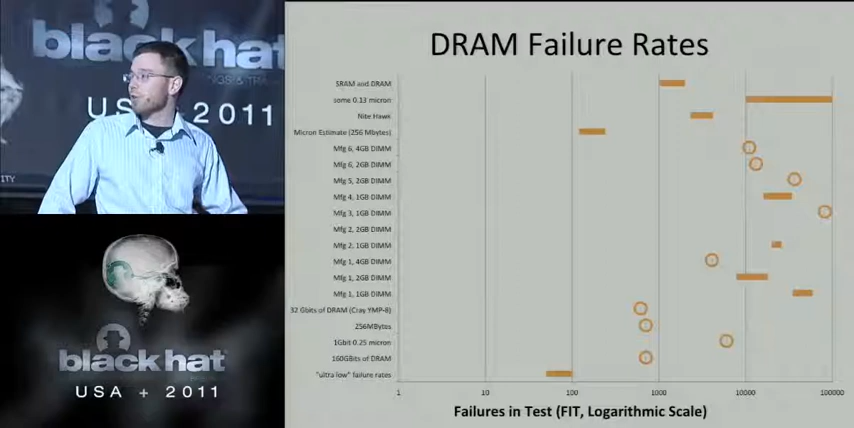 black hat
NGS & TRA
USA + 2011
ITY
black hat
USA + 2011
DRAM Failure Rates
SRAM and DRAM
some 0.13 micron
Nite Hawk
Micron Estimate (256 Mbytes)
Mfg 6, 4GB DIMM
Mfg 6, 2GB DIMM
Mfg 5, 2GB DIMM
Mfg 4, 1GB DIMM
Mfg 3, 1GB DIMM
Mfg 2, 2GB DIMM
Mfg 2, 1GB DIMM
Mfg 1, 4GB DIMM
Mfg 1, 2GB DIMM
Mfg 1, 1GB DIMM
32 Gbits of DRAM (Cray YMP-8)
256MBytes
1Gbit 0.25 micron
160GBits of DRAM
"ultra low" failure rates
1 10 100 1000 10000 100000
Failures in Test (FIT, Logarithmic Scale)